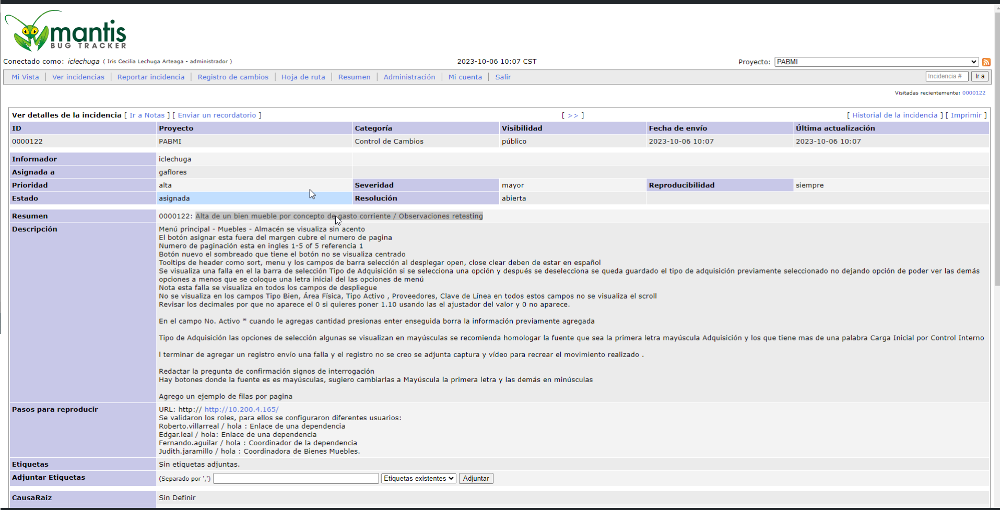 mantis
BUG TRACKER
Conectado como: iclechuga ( Iris Cecilia Lechuga Arteaga - administrador )
2023-10-06 10:07 CST
Proyecto: PABMI
Mi Vista | Ver incidencias | Reportar incidencia | Registro de cambios | Hoja de ruta | Resumen | Administración | Mi cuenta | Salir
Incidencia # Ir a
Visitadas recientemente: 0000122
Ver detalles de la incidencia [ Ir a Notas ] [ Enviar un recordatorio ] [ >> ] [ Historial de la incidencia ] [ Imprimir ]
ID Proyecto Categoría Visibilidad Fecha de envío Última actualización
0000122 PABMI Control de Cambios público 2023-10-06 10:07 2023-10-06 10:07
Informador iclechuga
Asignada a gaflores
Prioridad alta Severidad mayor Reproducibilidad siempre
Estado asignada Resolución abierta
Resumen 0000122: Alta de un bien mueble por concepto de gasto corriente / Observaciones retesting
Descripción Menú principal - Muebles - Almacén se visualiza sin acento
El botón asignar esta fuera del margen cubre el numero de pagina
Numero de paginación esta en ingles 1-5 of 5 referencia 1
Botón nuevo el sombreado que tiene el botón no se visualiza centrado
Tooltips de header como sort, menu y los campos de barra selección al desplegar open, close clear deben de estar en español
Se visualiza una falla en el la barra de selección Tipo de Adquisición si se selecciona una opción y después se deselecciona se queda guardado el tipo de adquisición previamente seleccionado no dejando opción de poder ver las demás
opciones a menos que se coloque una letra inicial del las opciones de menú
Nota esta falla se visualiza en todos los campos de despliegue
No se visualiza en los campos Tipo Bien, Área Física, Tipo Activo , Proveedores, Clave de Línea en todos estos campos no se visualiza el scroll
Revisar los decimales por que no aparece el 0 si quieres poner 1.10 usando las el ajustador del valor y 0 no aparece.
En el campo No. Activo * cuando le agregas cantidad presionas enter enseguida borra la información previamente agregada
Tipo de Adquisición las opciones de selección algunas se visualizan en mayúsculas se recomienda homologar la fuente que sea la primera letra mayúscula Adquisición y los que tiene mas de una palabra Carga Inicial por Control Interno
l terminar de agregar un registro envío una falla y el registro no se creo se adjunta captura y vídeo para recrear el movimiento realizado .
Redactar la pregunta de confirmación signos de interrogación
Hay botones donde la fuente es es mayúsculas, sugiero cambiarlas a Mayúscula la primera letra y las demás en minúsculas
Agrego un ejemplo de filas por pagina
Pasos para reproducir URL: http:// http://10.200.4.165/
Se validaron los roles, para ellos se configuraron diferentes usuarios:
Roberto.villarreal / hola : Enlace de una dependencia
Edgar.leal / hola: Enlace de una dependencia
Fernando.aguilar / hola : Coordinador de la dependencia
Judith.jaramillo / hola : Coordinadora de Bienes Muebles.
Etiquetas Sin etiquetas adjuntas.
Adjuntar Etiquetas (Separado por ',') Etiquetas existentes Adjuntar
CausaRaiz Sin Definir